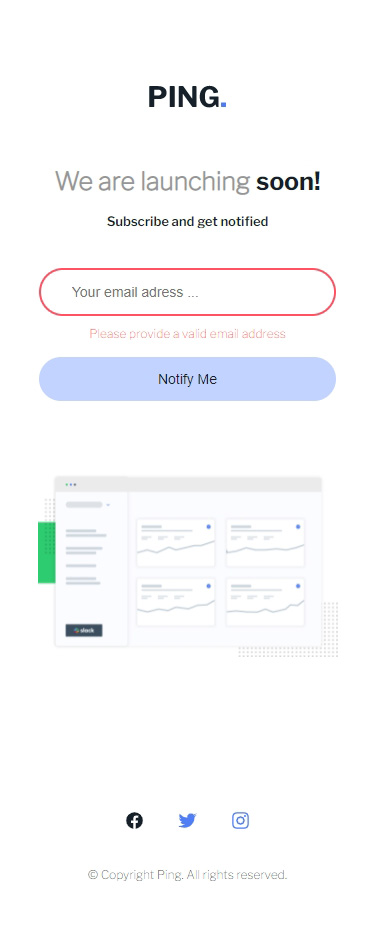 PING.
We are launching soon!
Subscribe and get notified
Your email adress ...
Please provide a valid email address
Notify Me
slack
© Copyright Ping. All rights reserved.